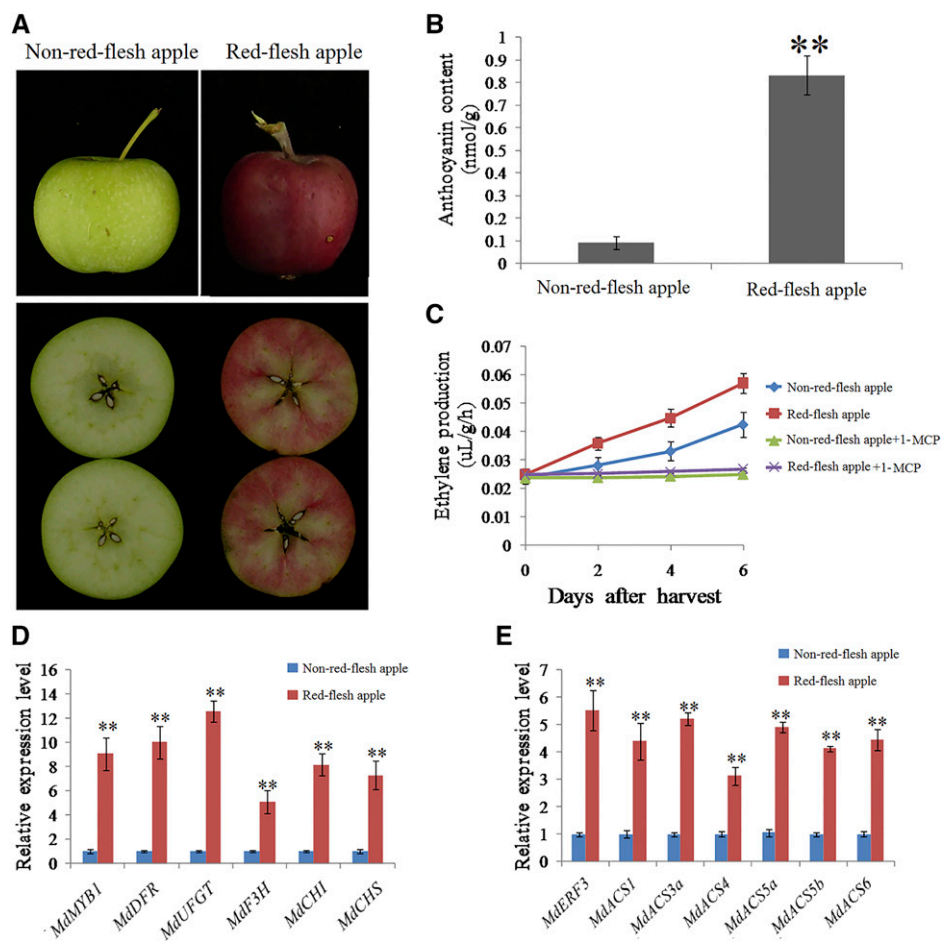 A
Non-red-flesh apple Red-flesh apple
B
Anthocyanin content
(nmol/g)
1
0.9
0.8
0.7
0.6
0.5
0.4
0.3
0.2
0.1
0
**
Non-red-flesh apple Red-flesh apple
C
Ethylene production
(uL/g/h)
0.07
0.06
0.05
0.04
0.03
0.02
0.01
0
0 2 4 6
Days after harvest
Non-red-flesh apple
Red-flesh apple
Non-red-flesh apple+1-MCP
Red-flesh apple+1-MCP
D
Relative expression level
16
14
12
10
8
6
4
2
0
Non-red-flesh apple
Red-flesh apple
** ** ** ** ** **
MdMYB1 MdDFR MdUFGT MdF3H MdCHI MdCHS
E
Relative expression level
7
6
5
4
3
2
1
0
Non-red-flesh apple
Red-flesh apple
** ** ** ** ** ** **
MdERF3 MdACS1 MdACS3a MdACS4 MdACS5a MdACS5b MdACS6